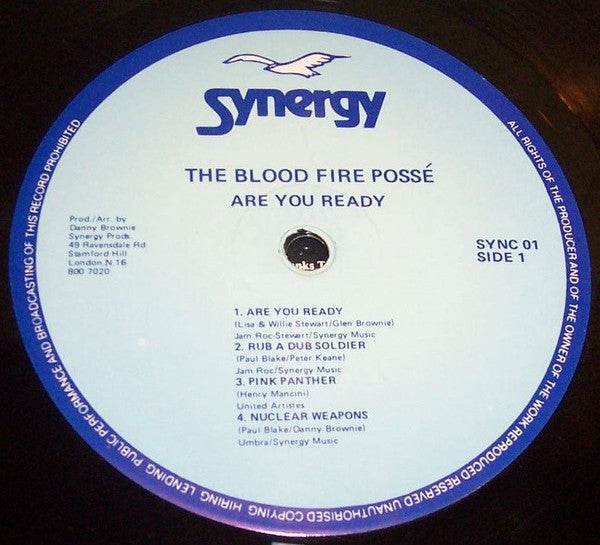 Synergy
THE BLOOD FIRE POSSÉ
ARE YOU READY
Prod./Arr. by
Danny Brownie
Synergy Prods.
49 Ravensdale Rd
Stamford Hill
London N.16
800 7020
SYNC 01
SIDE 1
1. ARE YOU READY
(Lisa & Willie Stewart/Glen Brownie)
Jam Roc-Stewart/Synergy Music
2. RUB A DUB SOLDIER
(Paul Blake/Peter Keane)
Jam Roc/Synergy Music
3. PINK PANTHER
(Henry Mancini)
United Artistes
4. NUCLEAR WEAPONS
(Paul Blake/Danny Brownie)
Umbra/Synergy Music
ALL RIGHTS OF THE PRODUCER AND OF THE OWNER OF THE WORK REPRODUCED RESERVED UNAUTHORISED COPYING HIRING LENDING PUBLIC PERFORMANCE AND BROADCASTING OF THIS RECORD PROHIBITED